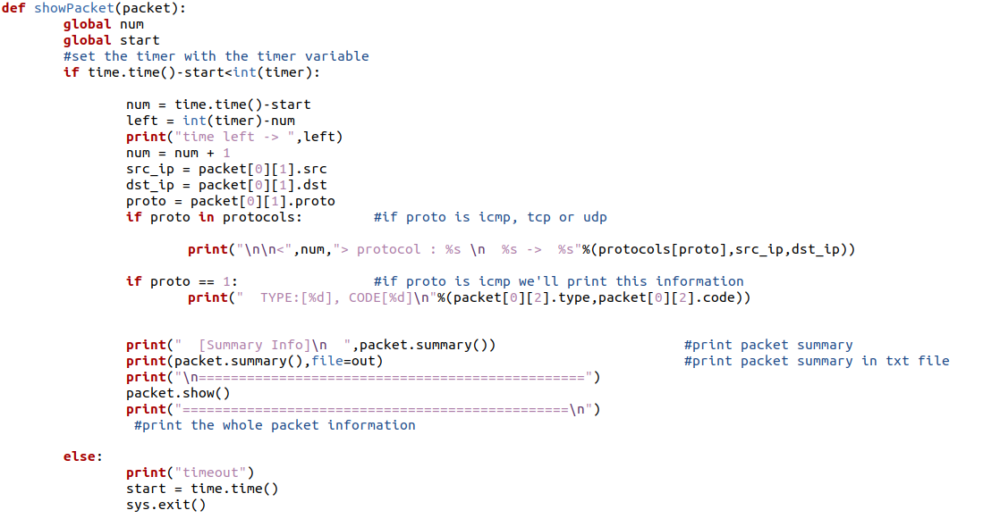 def showPacket(packet):
        global num
        global start
        #set the timer with the timer variable
        if time.time()-start<int(timer):

                num = time.time()-start
                left = int(timer)-num
                print("time left -> ",left)
                num = num + 1
                src_ip = packet[0][1].src
                dst_ip = packet[0][1].dst
                proto = packet[0][1].proto
                if proto in protocols:         #if proto is icmp, tcp or udp

                        print("\n\n<",num,"> protocol : %s \n  %s ->  %s"%(protocols[proto],src_ip,dst_ip))

                if proto == 1:                 #if proto is icmp we'll print this information
                        print("  TYPE:[%d], CODE[%d]\n"%(packet[0][2].type,packet[0][2].code))


                print("  [Summary Info]\n  ",packet.summary())                        #print packet summary
                print(packet.summary(),file=out)                                      #print packet summary in txt file
                print("\n================================================")
                packet.show()
                print("================================================\n")
                 #print the whole packet information

        else:
                print("timeout")
                start = time.time()
                sys.exit()